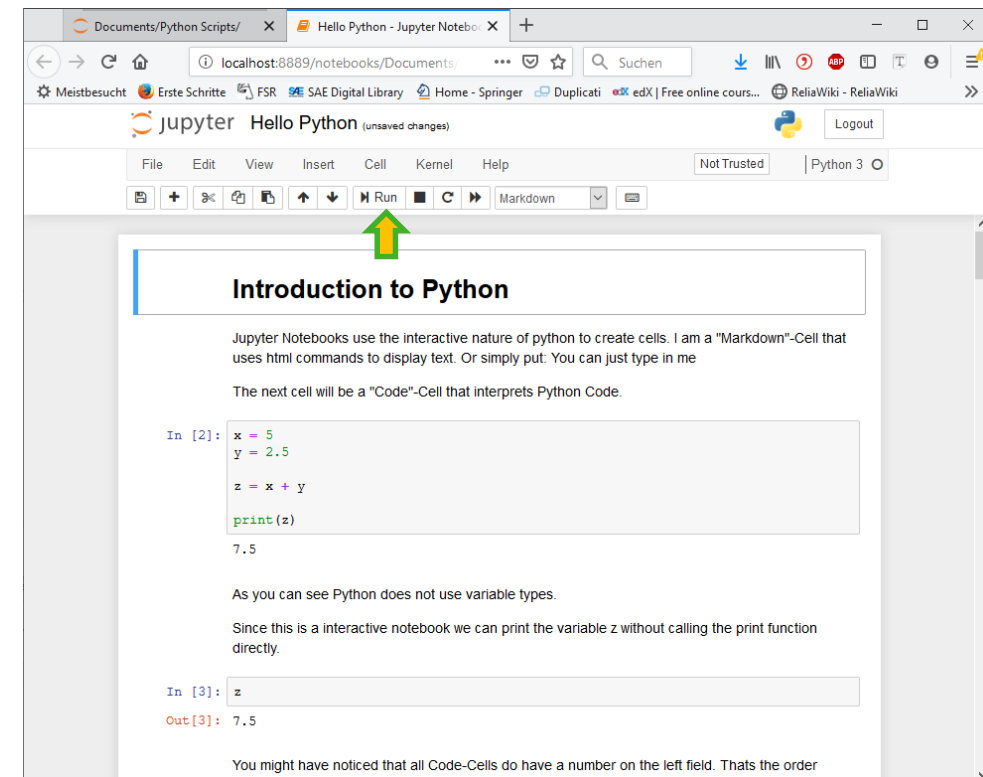 Documents/Python Scripts/
Hello Python - Jupyter Notebo
localhost:8889/notebooks/Documents/
Suchen
ABP
Meistbesucht Erste Schritte FSR SAE SAE Digital Library Home - Springer Duplicati edX edX | Free online cours... ReliaWiki - ReliaWiki
jupyter Hello Python (unsaved changes)
Logout
File Edit View Insert Cell Kernel Help Not Trusted Python 3
Run Markdown
Introduction to Python
Jupyter Notebooks use the interactive nature of python to create cells. I am a "Markdown"-Cell that
uses html commands to display text. Or simply put: You can just type in me
The next cell will be a "Code"-Cell that interprets Python Code.
In [2]: x = 5
y = 2.5
z = x + y
print(z)
7.5
As you can see Python does not use variable types.
Since this is a interactive notebook we can print the variable z without calling the print function
directly.
In [3]: z
Out[3]: 7.5
You might have noticed that all Code-Cells do have a number on the left field. Thats the order